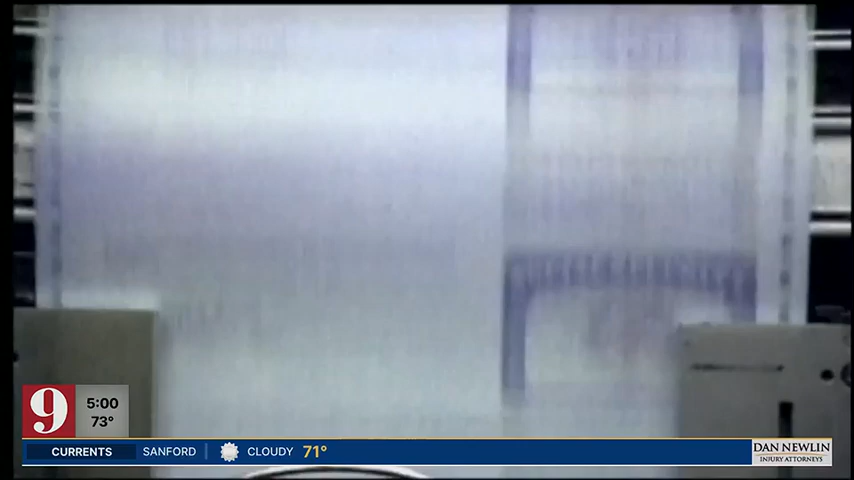 9
5:00
73°
CURRENTS
SANFORD
CLOUDY 71°
DAN NEWLIN
INJURY ATTORNEYS